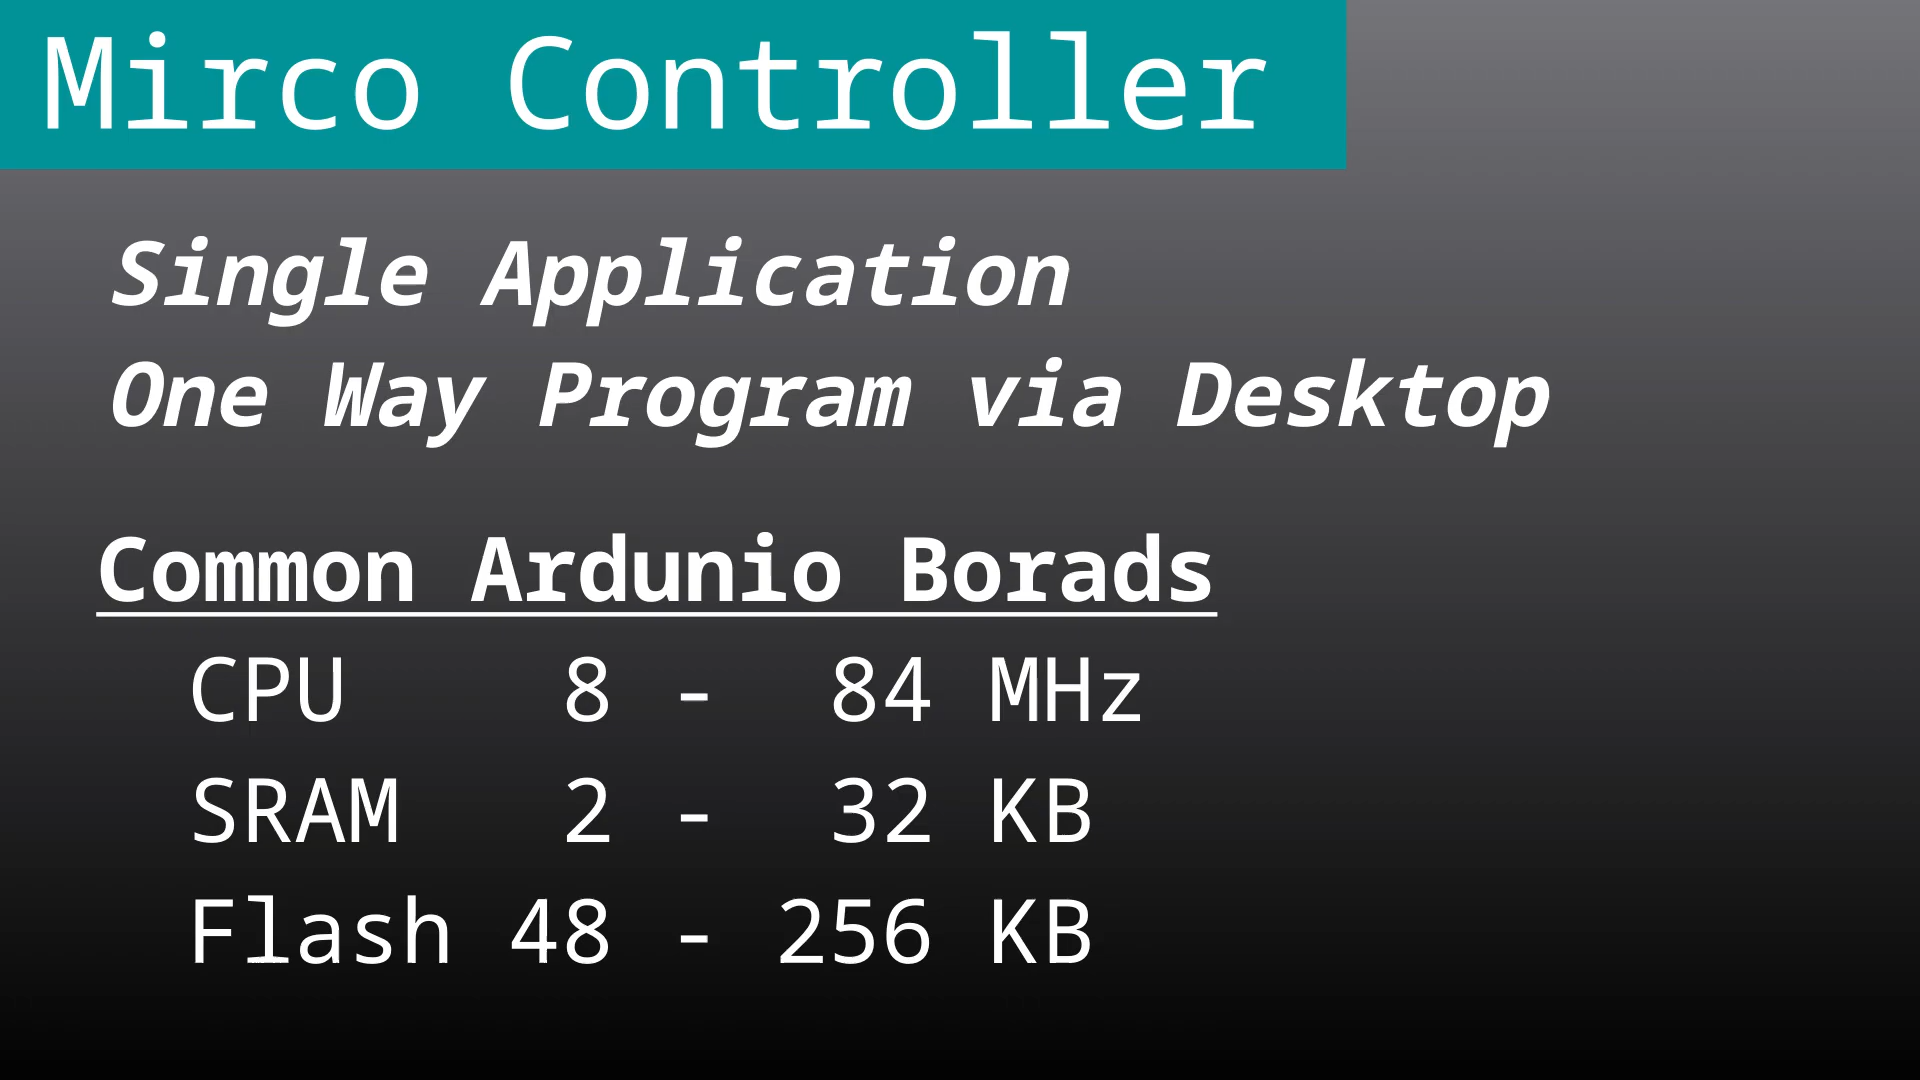 Mirco Controller
Single Application
One Way Program via Desktop
Common Ardunio Borads
CPU 8 - 84 MHz
SRAM 2 - 32 KB
Flash 48 - 256 KB